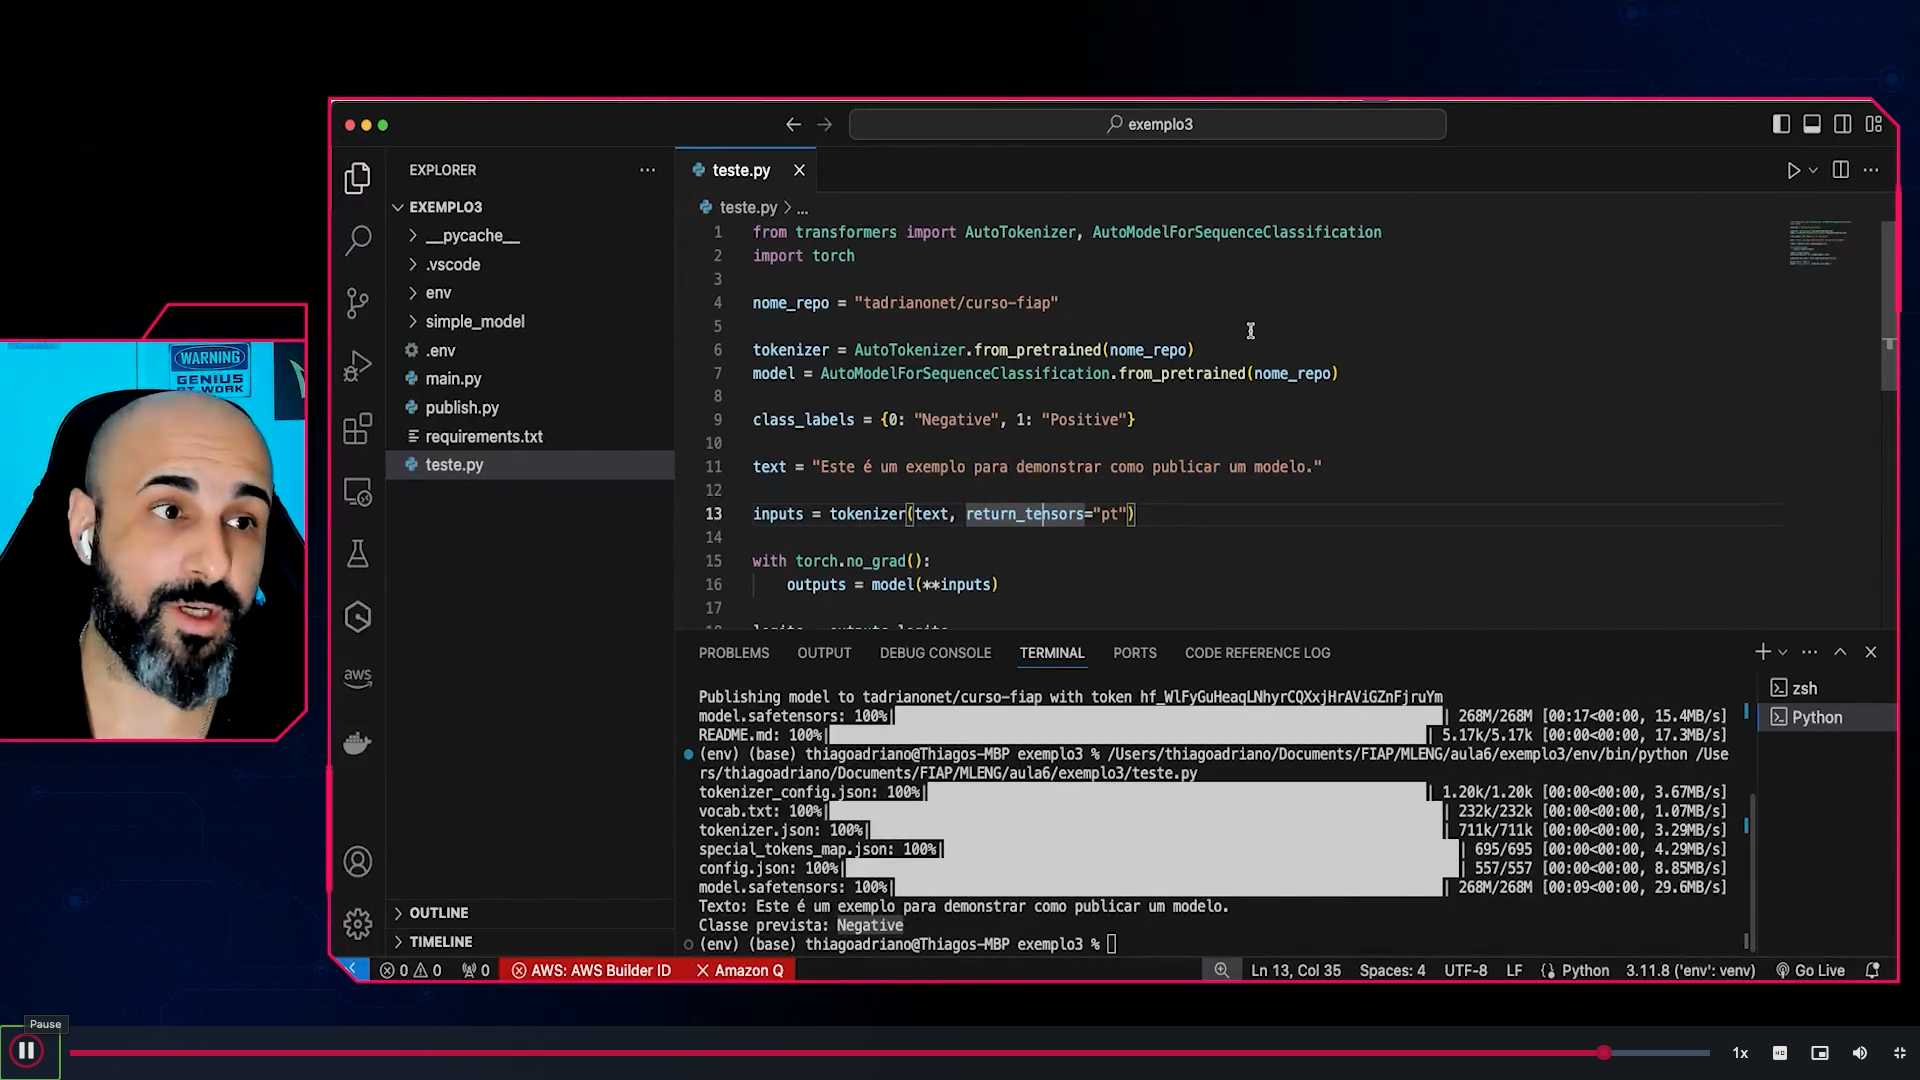 exemplo3
EXPLORER
teste.py
EXEMPLO3
__pycache__
.vscode
env
simple_model
.env
main.py
publish.py
requirements.txt
teste.py
OUTLINE
TIMELINE
teste.py > ...
1 from transformers import AutoTokenizer, AutoModelForSequenceClassification
2 import torch
3
4 nome_repo = "tadrianonet/curso-fiap"
5
6 tokenizer = AutoTokenizer.from_pretrained(nome_repo)
7 model = AutoModelForSequenceClassification.from_pretrained(nome_repo)
8
9 class_labels = {0: "Negative", 1: "Positive"}
10
11 text = "Este é um exemplo para demonstrar como publicar um modelo."
12
13 inputs = tokenizer(text, return_tensors="pt")
14
15 with torch.no_grad():
16 outputs = model(**inputs)
17
WARNING
GENIUS
AT WORK
aws
PROBLEMS OUTPUT DEBUG CONSOLE TERMINAL PORTS CODE REFERENCE LOG
zsh
Python
Publishing model to tadrianonet/curso-fiap with token 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
model.safetensors: 100%| | 268M/268M [00:17<00:00, 15.4MB/s]
README.md: 100%| | 5.17k/5.17k [00:00<00:00, 17.3MB/s]
(env) (base) thiagoadriano@Thiagos-MBP exemplo3 % /Users/thiagoadriano/Documents/FIAP/MLENG/aula6/exemplo3/env/bin/python /Use
rs/thiagoadriano/Documents/FIAP/MLENG/aula6/exemplo3/teste.py
tokenizer_config.json: 100%| | 1.20k/1.20k [00:00<00:00, 3.67MB/s]
vocab.txt: 100%| | 232k/232k [00:00<00:00, 1.07MB/s]
tokenizer.json: 100%| | 711k/711k [00:00<00:00, 3.29MB/s]
special_tokens_map.json: 100%| | 695/695 [00:00<00:00, 4.29MB/s]
config.json: 100%| | 557/557 [00:00<00:00, 8.85MB/s]
model.safetensors: 100%| | 268M/268M [00:09<00:00, 29.6MB/s]
Texto: Este é um exemplo para demonstrar como publicar um modelo.
Classe prevista: Negative
(env) (base) thiagoadriano@Thiagos-MBP exemplo3 %
0 0 0 AWS: AWS Builder ID Amazon Q Ln 13, Col 35 Spaces: 4 UTF-8 LF Python 3.11.8 ('env': venv) Go Live
Pause
1x
HD